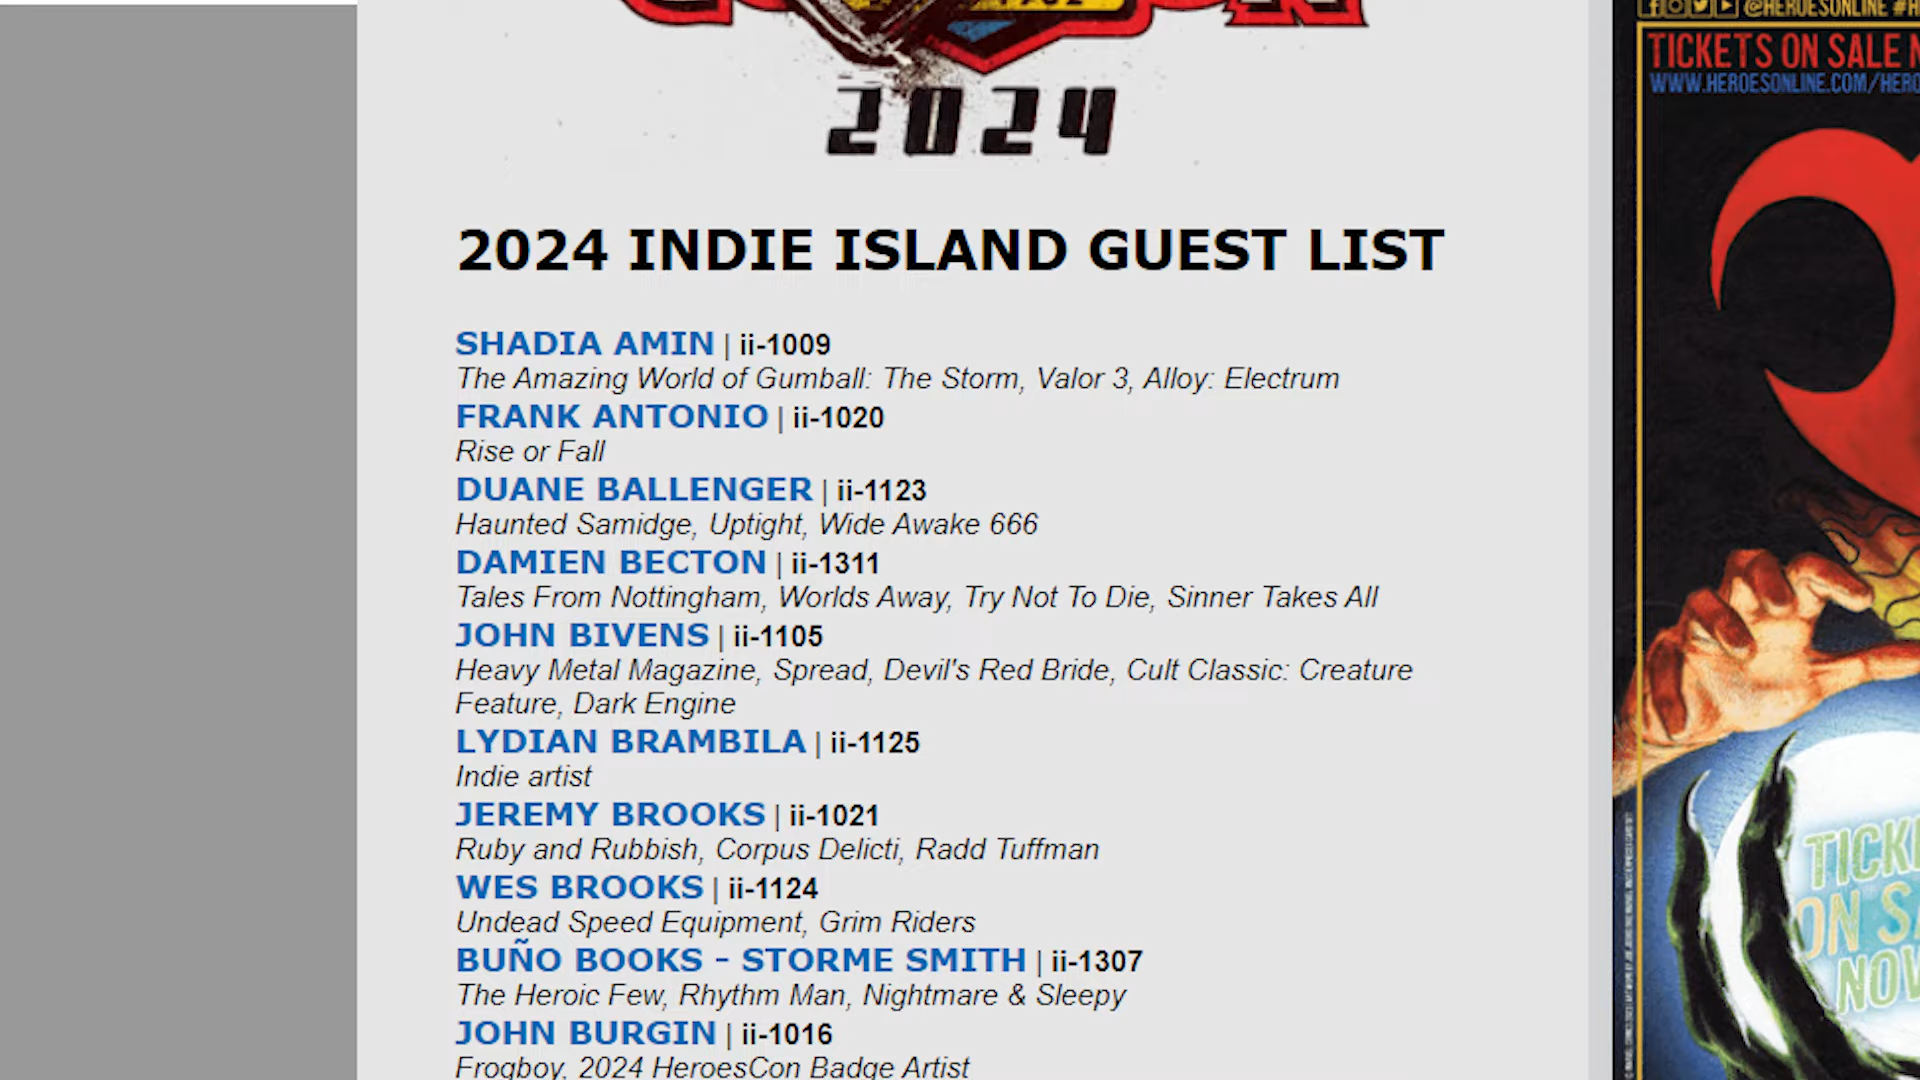 2024
2024 INDIE ISLAND GUEST LIST
SHADIA AMIN | ii-1009
The Amazing World of Gumball: The Storm, Valor 3, Alloy: Electrum
FRANK ANTONIO | ii-1020
Rise or Fall
DUANE BALLENGER | ii-1123
Haunted Samidge, Uptight, Wide Awake 666
DAMIEN BECTON | ii-1311
Tales From Nottingham, Worlds Away, Try Not To Die, Sinner Takes All
JOHN BIVENS | ii-1105
Heavy Metal Magazine, Spread, Devil's Red Bride, Cult Classic: Creature
Feature, Dark Engine
LYDIAN BRAMBILA | ii-1125
Indie artist
JEREMY BROOKS | ii-1021
Ruby and Rubbish, Corpus Delicti, Radd Tuffman
WES BROOKS | ii-1124
Undead Speed Equipment, Grim Riders
BUÑO BOOKS - STORME SMITH | ii-1307
The Heroic Few, Rhythm Man, Nightmare & Sleepy
JOHN BURGIN | ii-1016
Frogboy, 2024 HeroesCon Badge Artist
@HEROESONLINE #H
TICKETS ON SALE N
WWW.HEROESONLINE.COM/HERO
TICKE
ON SA
NOV